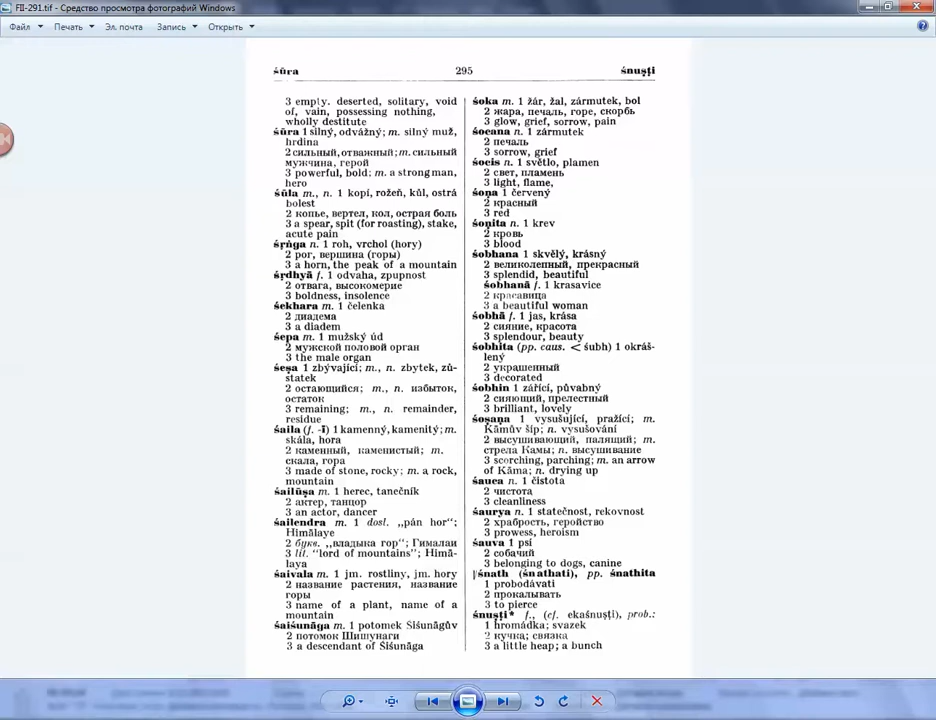 FII-291.tif - Средство просмотра фотографий Windows
Файл Печать Эл. почта Запись Открыть
śūra 295 śnuṣṭi
3 empty. deserted, solitary, void
of, vain, possessing nothing,
wholly destitute
śūra 1 silný, odvážný; m. silný muž,
hrdina
2 сильный, отважный; m. сильный
мужчина, герой
3 powerful, bold; m. a strong man,
hero
śūla m., n. 1 kopí, rožeň, kůl, ostrá
bolest
2 копье, вертел, кол, острая боль
3 a spear, spit (for roasting), stake,
acute pain
śṛṅga n. 1 roh, vrchol (hory)
2 рог, вершина (горы)
3 a horn, the peak of a mountain
śṛdhyā f. 1 odvaha, zpupnost
2 отвага, высокомерие
3 boldness, insolence
śekhara m. 1 čelenka
2 диадема
3 a diadem
śepa m. 1 mužský úd
2 мужской половой орган
3 the male organ
śeṣa 1 zbývající; m., n. zbytek, zů-
statek
2 остающийся; m., n. избыток,
остаток
3 remaining; m., n. remainder,
residue
śaila (f. -ī) 1 kamenný, kamenitý; m.
skála, hora
2 каменный, каменистый; m.
скала, гора
3 made of stone, rocky; m. a rock,
mountain
śailūṣa m. 1 herec, tanečník
2 актер, танцор
3 an actor, dancer
śailendra m. 1 dosl. „pán hor“;
Himálaye
2 букв. „владыка гор“; Гималаи
3 lit. “lord of mountains”; Himā-
laya
śaivala m. 1 jm. rostliny, jm. hory
2 название растения, название
горы
3 name of a plant, name of a
mountain
śaiśunāga m. 1 potomek Śiśunāgův
2 потомок Шишунаги
3 a descendant of Śiśunāga
śoka m. 1 žár, žal, zármutek, bol
2 жара, печаль, горе, скорбь
3 glow, grief, sorrow, pain
śocana n. 1 zármutek
2 печаль
3 sorrow, grief
śocis n. 1 světlo, plamen
2 свет, пламень
3 light, flame,
śoṇa 1 červený
2 красный
3 red
śoṇita n. 1 krev
2 кровь
3 blood
śobhana 1 skvělý, krásný
2 великолепный, прекрасный
3 splendid, beautiful
śobhanā f. 1 krasavice
2 красавица
3 a beautiful woman
śobhā f. 1 jas, krása
2 сияние, красота
3 splendour, beauty
śobhita (pp. caus. < śubh) 1 okráš-
lený
2 украшенный
3 decorated
śobhin 1 zářící, půvabný
2 сияющий, прелестный
3 brilliant, lovely
śoṣaṇa 1 vysušující, pražící; m.
Kámův šíp; n. vysušování
2 высушивающий, палящий; m.
стрела Камы; n. высушивание
3 scorching, parching; m. an arrow
of Kāma; n. drying up
śauca n. 1 čistota
2 чистота
3 cleanliness
śaurya n. 1 statečnost, rekovnost
2 храбрость, геройство
3 prowess, heroism
śauva 1 psí
2 собачий
3 belonging to dogs, canine
√śnath (śnathati), pp. śnathita
1 probodávati
2 прокалывать
3 to pierce
śnuṣṭi* f., (cf. ekaśnuṣṭi), prob.:
1 hromádka; svazek
2 кучка; связка
3 a little heap; a bunch